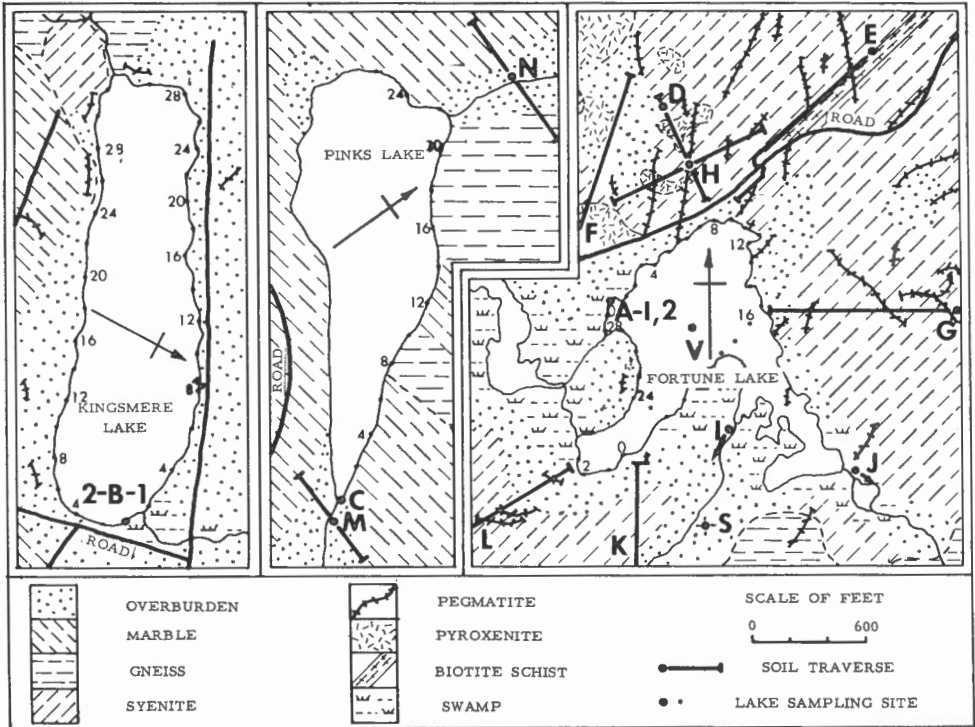 28
29
24
24
20
20
16
16
12
12
8
8
4
4
KINGSMERE
LAKE
2-B-1
ROAD
N
24
PINKS LAKE
20
16
12
8
4
ROAD
C
M
E
D
ROAD
H
F
8
12
4
A-1,2
28
16
G
V
FORTUNE LAKE
24
I
0
2
J
L
K
S
OVERBURDEN
MARBLE
GNEISS
SYENITE
PEGMATITE
PYROXENITE
BIOTITE SCHIST
SWAMP
SCALE OF FEET
0 600
SOIL TRAVERSE
LAKE SAMPLING SITE